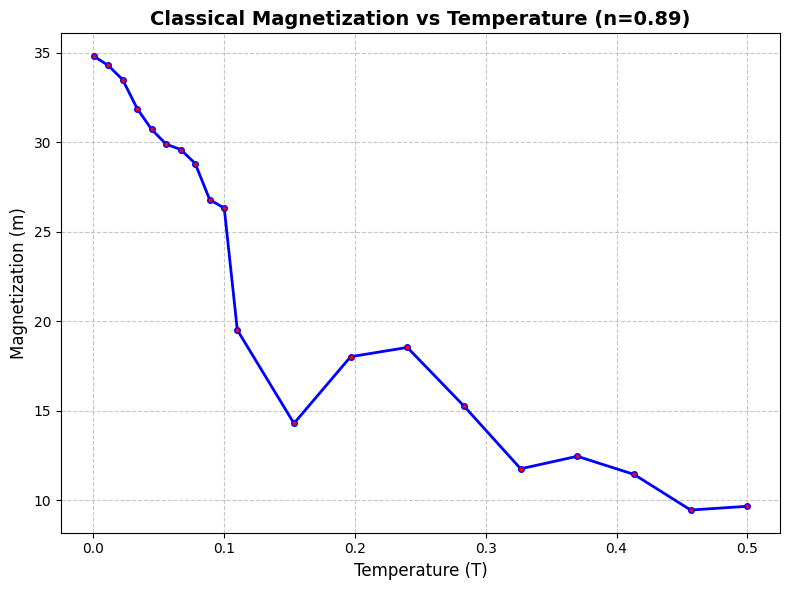 Classical Magnetization vs Temperature (n=0.89)
Magnetization (m)
35
30
25
20
15
10
0.0 0.1 0.2 0.3 0.4 0.5
Temperature (T)